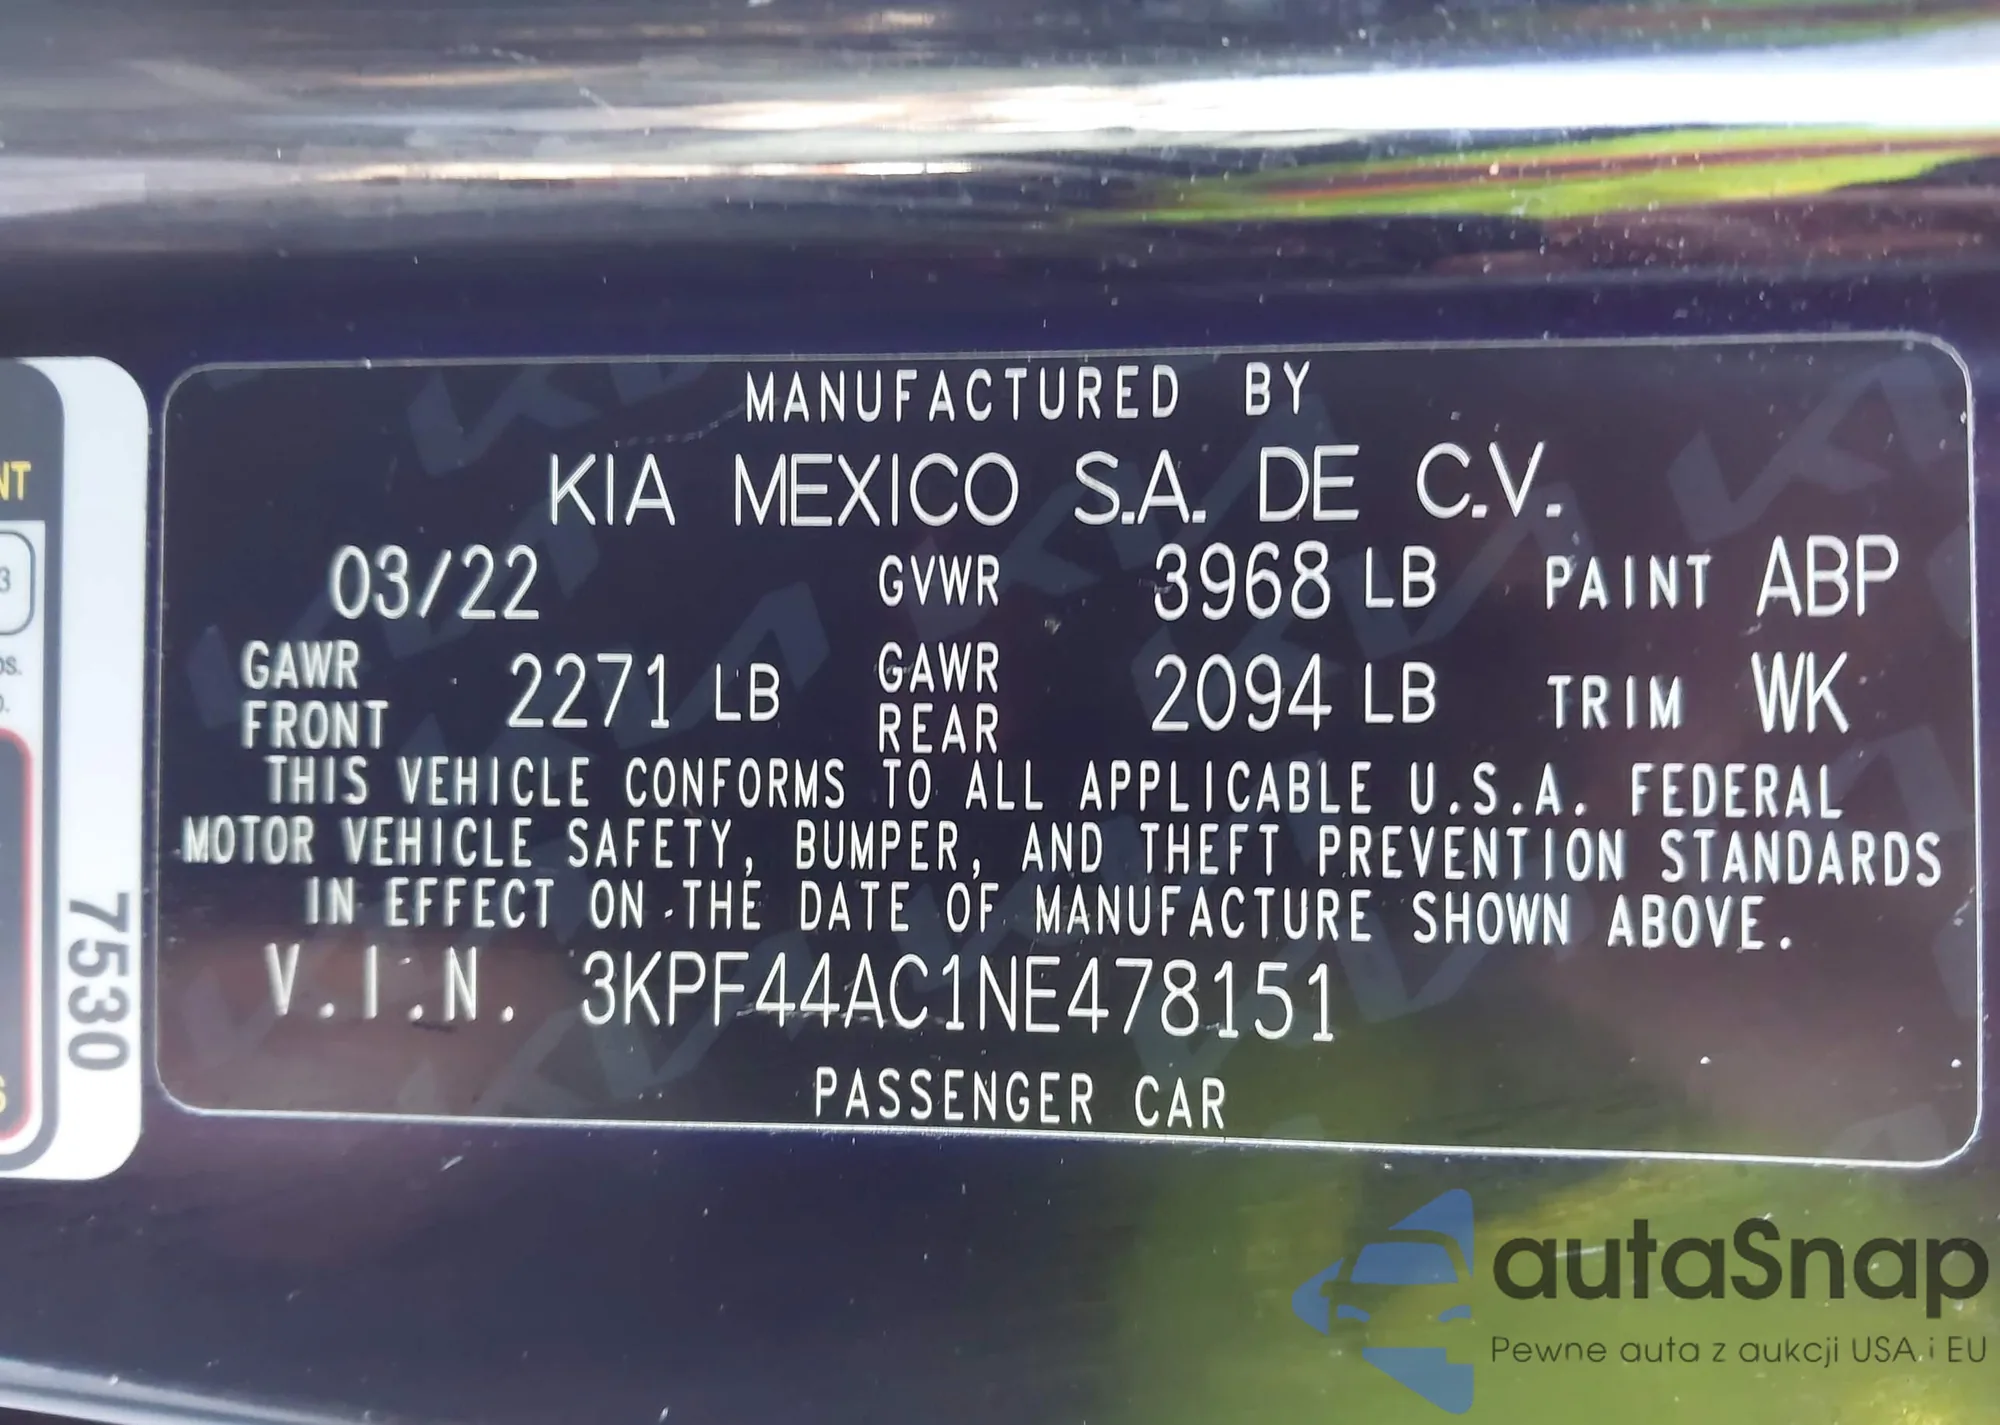 MANUFACTURED BY
KIA MEXICO S.A. DE C.V.
03/22 GVWR 3968 LB PAINT ABP
GAWR FRONT 2271 LB GAWR REAR 2094 LB TRIM WK
THIS VEHICLE CONFORMS TO ALL APPLICABLE U.S.A. FEDERAL
MOTOR VEHICLE SAFETY, BUMPER, AND THEFT PREVENTION STANDARDS
IN EFFECT ON THE DATE OF MANUFACTURE SHOWN ABOVE.
V.I.N. 3KPF44AC1NE478151
PASSENGER CAR
7530
autaSnap
Pewne auta z aukcji USA i EU